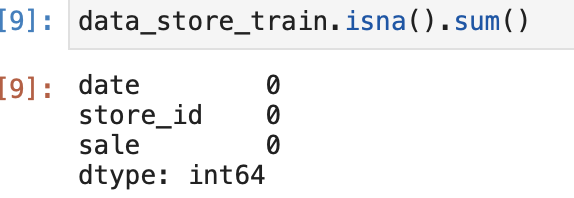 [9]: data_store_train.isna().sum()
[9]: date 0
store_id 0
sale 0
dtype: int64